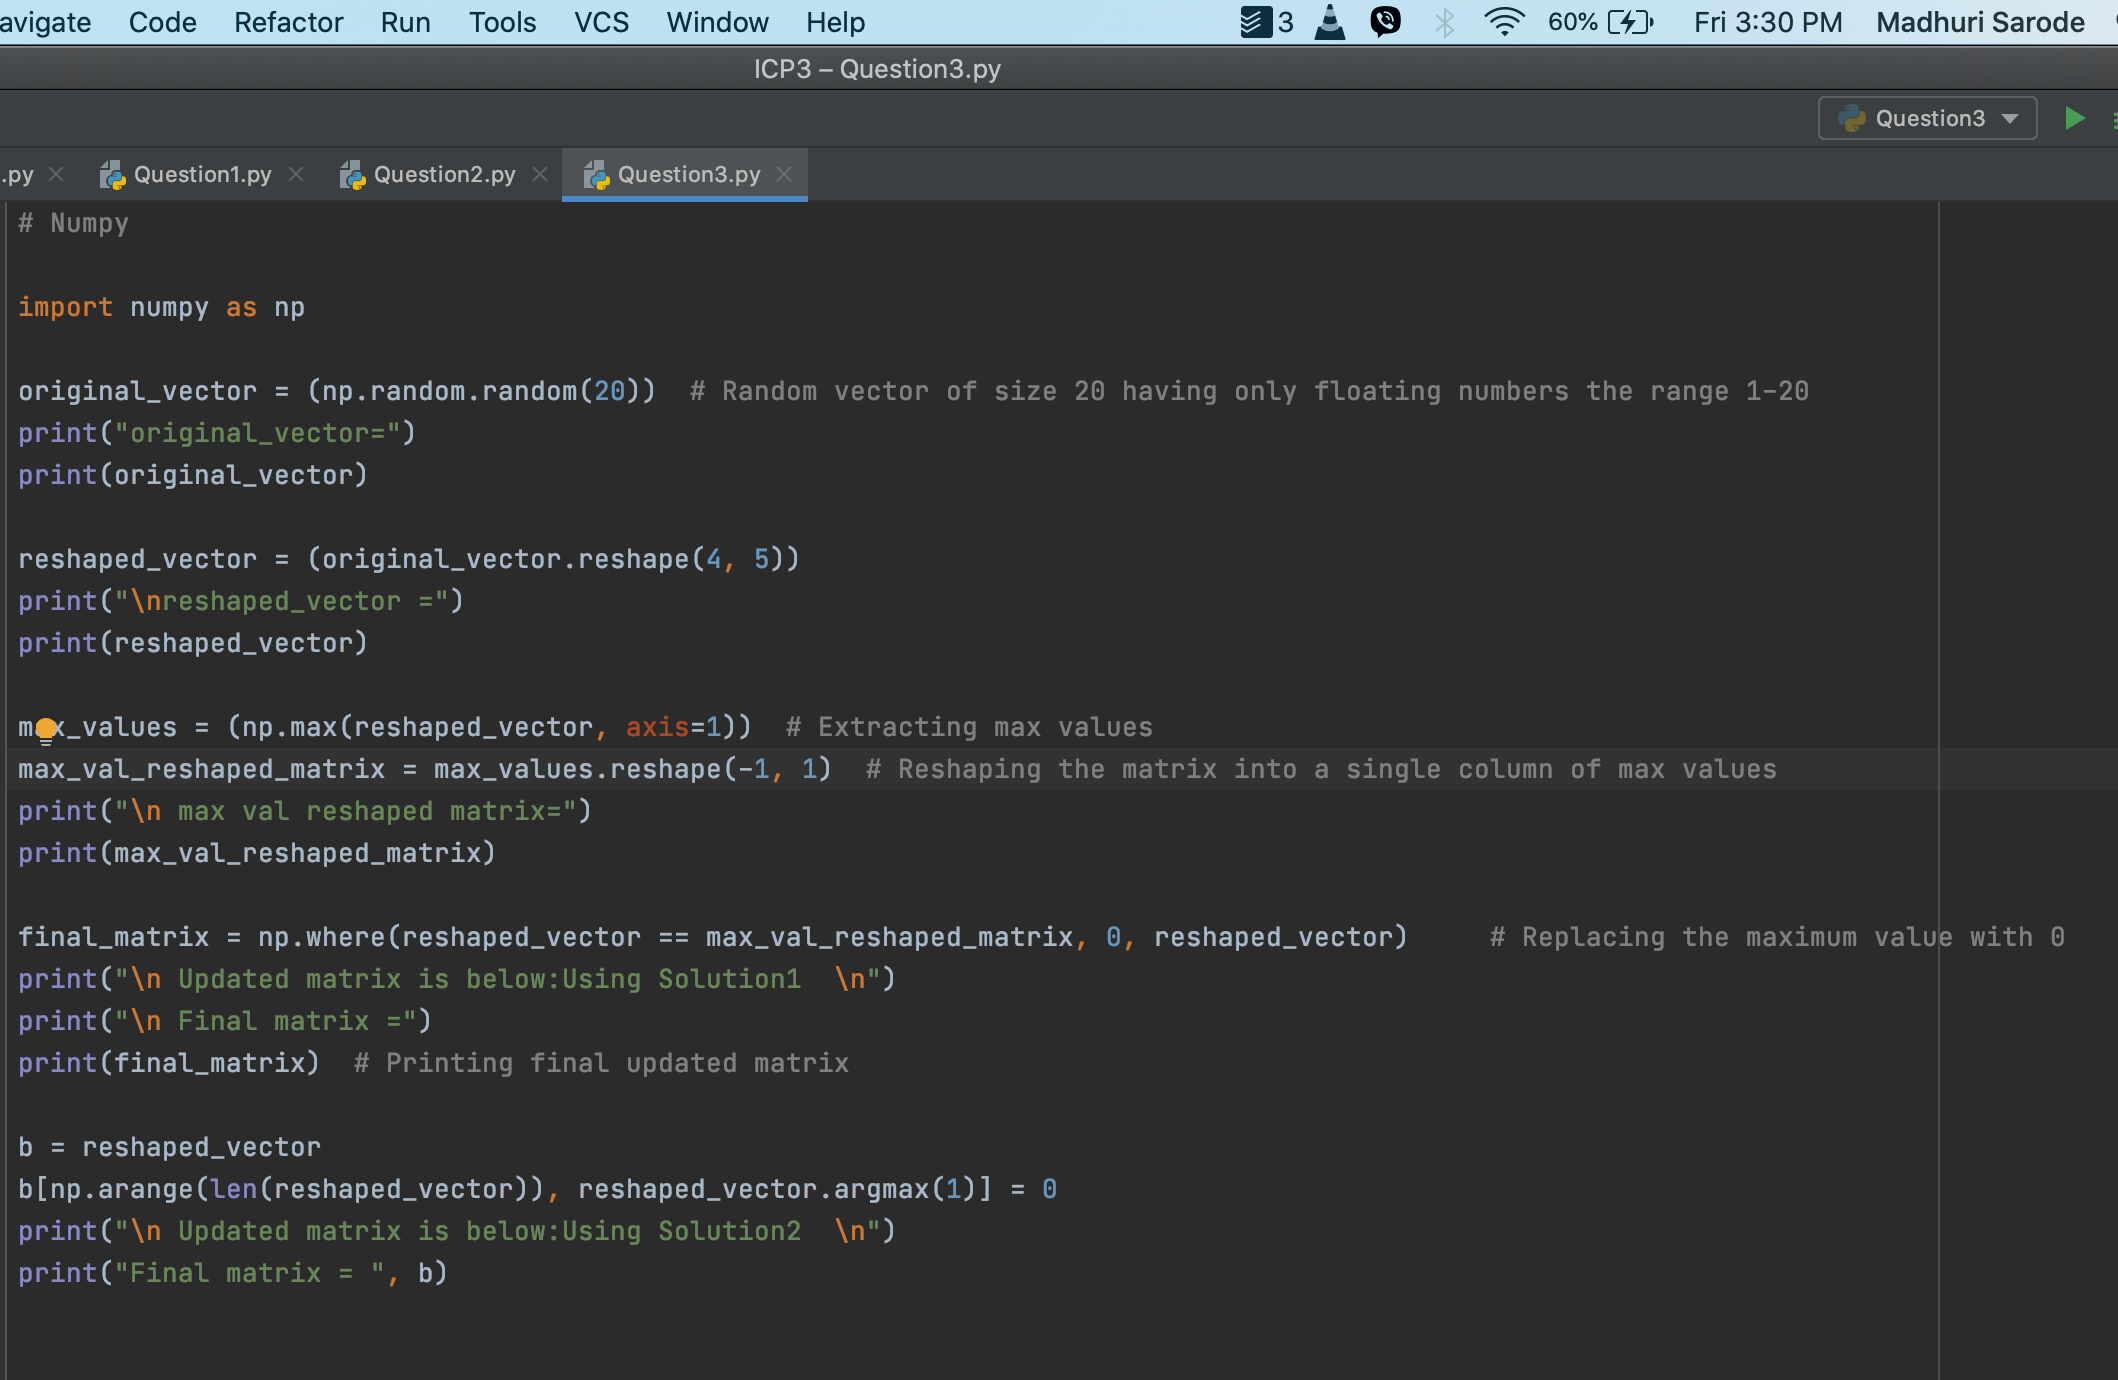 avigate Code Refactor Run Tools VCS Window Help 3 60% Fri 3:30 PM Madhuri Sarode
ICP3 – Question3.py
Question3
.py Question1.py Question2.py Question3.py
# Numpy
import numpy as np
original_vector = (np.random.random(20))  # Random vector of size 20 having only floating numbers the range 1-20
print("original_vector=")
print(original_vector)
reshaped_vector = (original_vector.reshape(4, 5))
print("\nreshaped_vector =")
print(reshaped_vector)
max_values = (np.max(reshaped_vector, axis=1))  # Extracting max values
max_val_reshaped_matrix = max_values.reshape(-1, 1)  # Reshaping the matrix into a single column of max values
print("\n max val reshaped matrix=")
print(max_val_reshaped_matrix)
final_matrix = np.where(reshaped_vector == max_val_reshaped_matrix, 0, reshaped_vector)     # Replacing the maximum value with 0
print("\n Updated matrix is below:Using Solution1  \n")
print("\n Final matrix =")
print(final_matrix)  # Printing final updated matrix
b = reshaped_vector
b[np.arange(len(reshaped_vector)), reshaped_vector.argmax(1)] = 0
print("\n Updated matrix is below:Using Solution2  \n")
print("Final matrix = ", b)